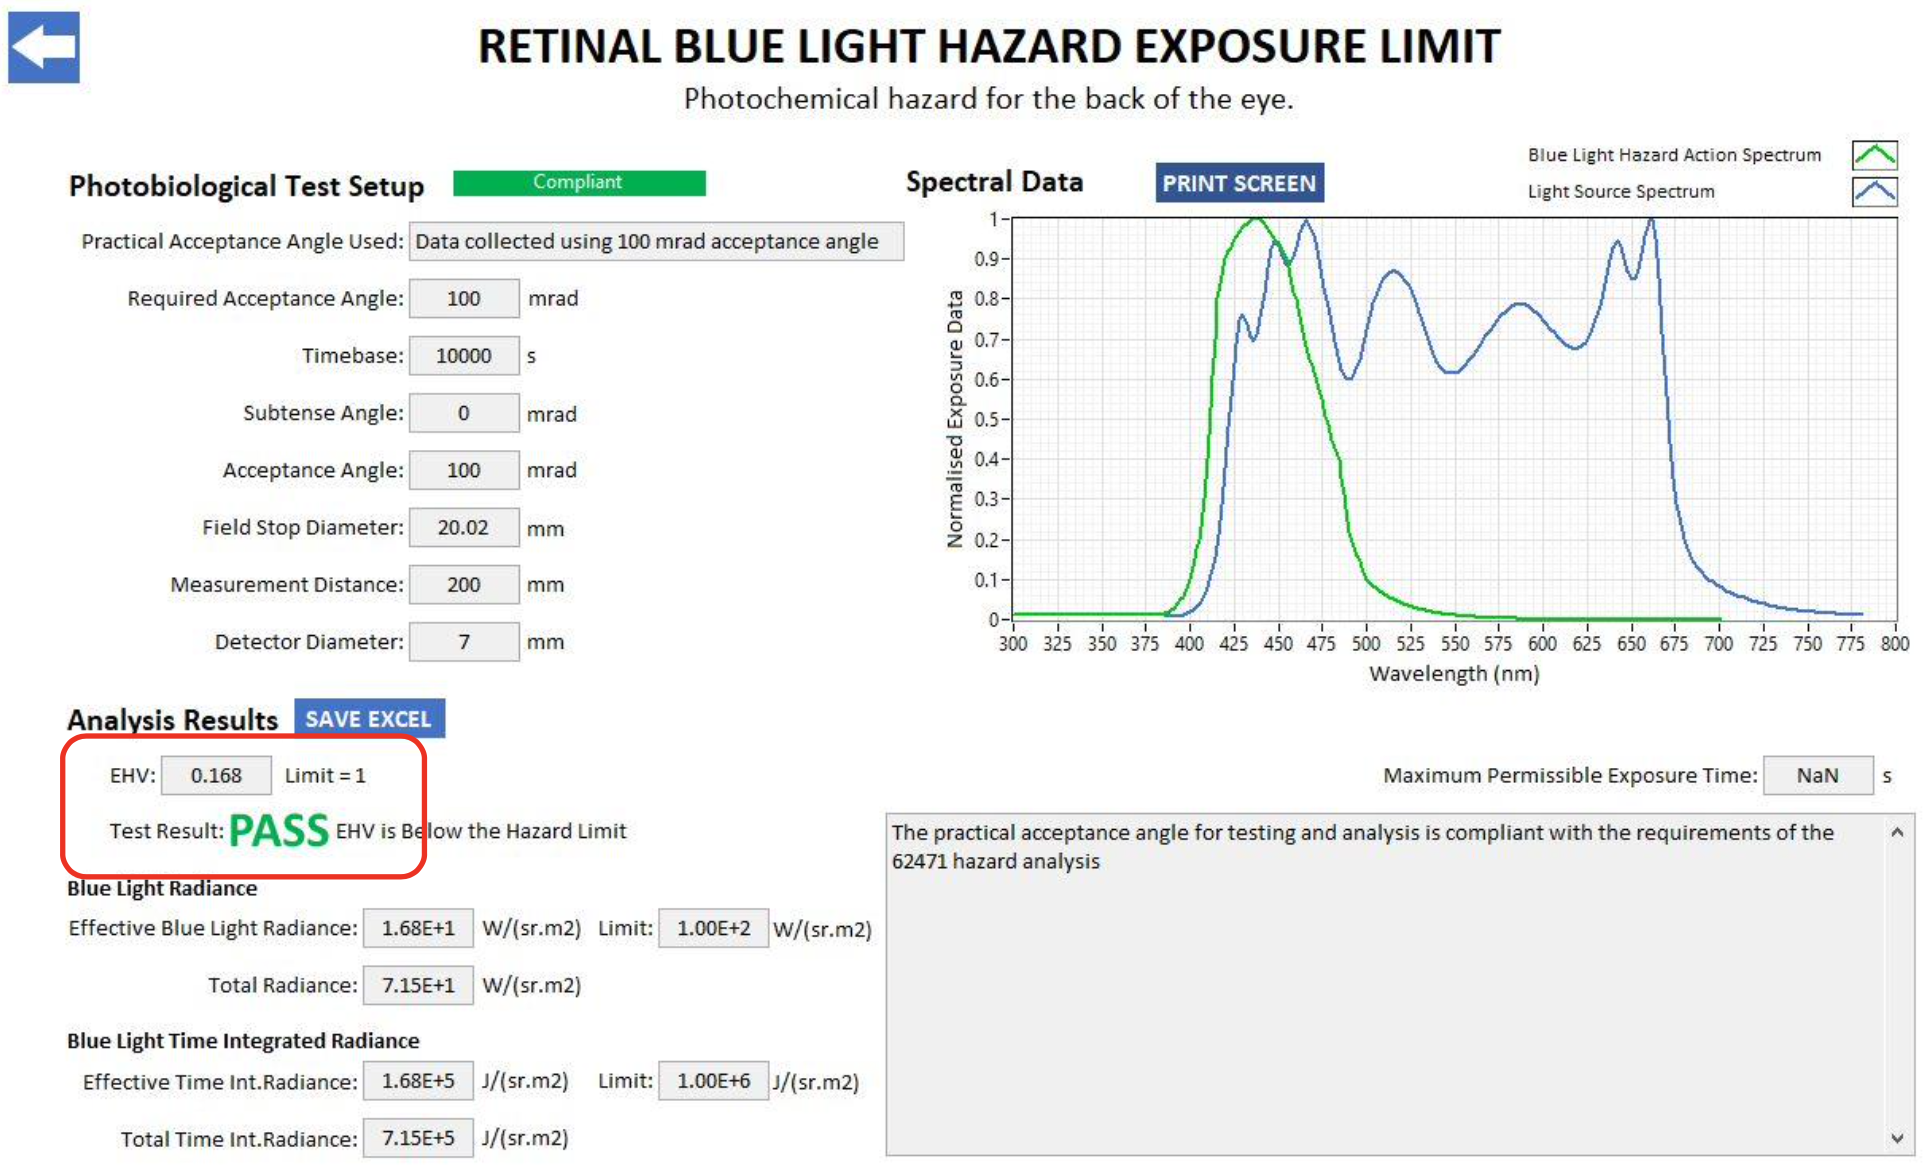 RETINAL BLUE LIGHT HAZARD EXPOSURE LIMIT
Photochemical hazard for the back of the eye.
Photobiological Test Setup Compliant
Practical Acceptance Angle Used: Data collected using 100 mrad acceptance angle
Required Acceptance Angle: 100 mrad
Timebase: 10000 s
Subtense Angle: 0 mrad
Acceptance Angle: 100 mrad
Field Stop Diameter: 20.02 mm
Measurement Distance: 200 mm
Detector Diameter: 7 mm
Spectral Data PRINT SCREEN
Blue Light Hazard Action Spectrum
Light Source Spectrum
Normalised Exposure Data
1
0.9
0.8
0.7
0.6
0.5
0.4
0.3
0.2
0.1
0
300 325 350 375 400 425 450 475 500 525 550 575 600 625 650 675 700 725 750 775 800
Wavelength (nm)
Analysis Results SAVE EXCEL
EHV: 0.168 Limit = 1
Test Result: PASS EHV is Below the Hazard Limit
Blue Light Radiance
Effective Blue Light Radiance: 1.68E+1 W/(sr.m2) Limit: 1.00E+2 W/(sr.m2)
Total Radiance: 7.15E+1 W/(sr.m2)
Blue Light Time Integrated Radiance
Effective Time Int.Radiance: 1.68E+5 J/(sr.m2) Limit: 1.00E+6 J/(sr.m2)
Total Time Int.Radiance: 7.15E+5 J/(sr.m2)
Maximum Permissible Exposure Time: NaN s
The practical acceptance angle for testing and analysis is compliant with the requirements of the
62471 hazard analysis